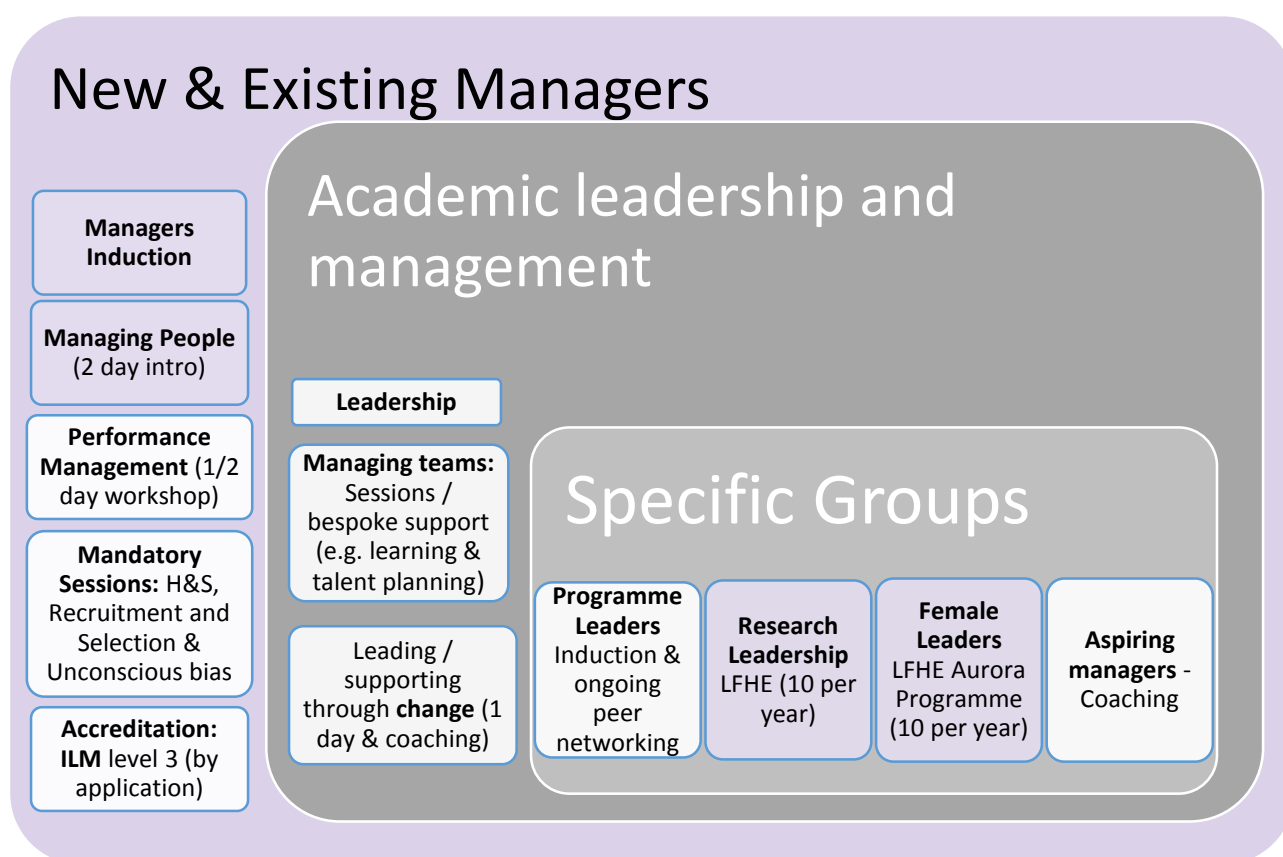 New & Existing Managers
Managers
Induction
Managing People
(2 day intro)
Performance
Management (1/2
day workshop)
Mandatory
Sessions: H&S,
Recruitment and
Selection &
Unconscious bias
Accreditation:
ILM level 3 (by
application)
Academic leadership and
management
Leadership
Managing teams:
Sessions /
bespoke support
(e.g. learning &
talent planning)
Leading /
supporting
through change (1
day & coaching)
Specific Groups
Programme
Leaders
Induction &
ongoing
peer
networking
Research
Leadership
LFHE (10 per
year)
Female
Leaders
LFHE Aurora
Programme
(10 per year)
Aspiring
managers -
Coaching